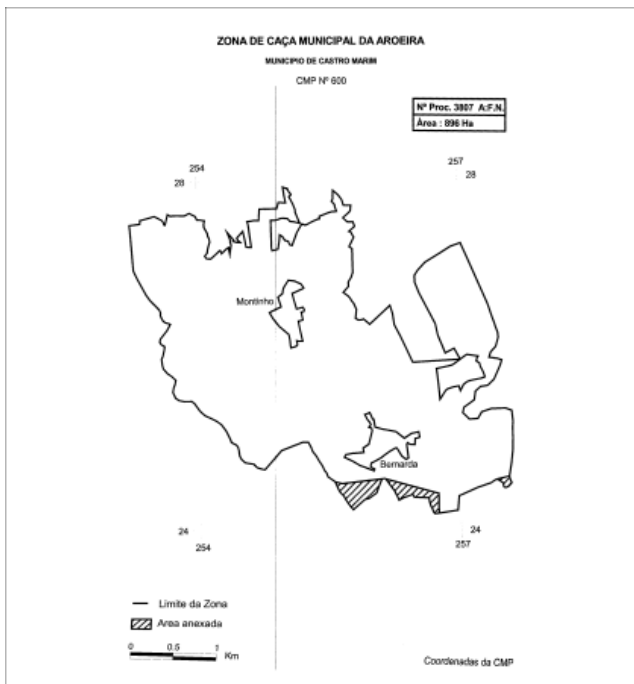 ZONA DE CAÇA MUNICIPAL DA AROEIRA
MUNICIPIO DE CASTRO MARIM
CMP Nº 600
Nº Proc. 3807 A:F.N.
Área : 896 Ha
254
28
257
28
Montinho
Bernarda
24
254
24
257
Limite da Zona
Area anexada
0 0.5 1
Km
Coordenadas da CMP